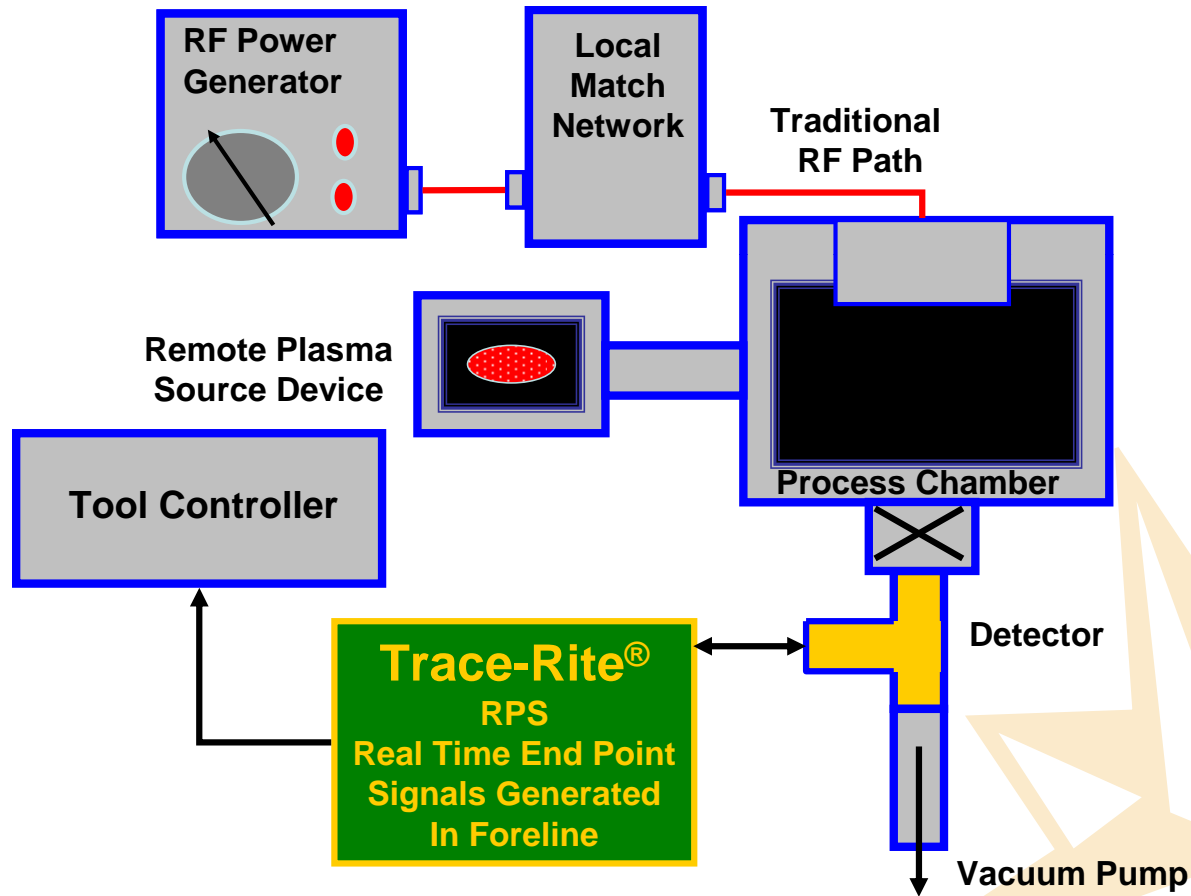 RF Power
Generator
Local
Match
Network
Traditional
RF Path
Remote Plasma
Source Device
Process Chamber
Tool Controller
Detector
Trace-Rite®
RPS
Real Time End Point
Signals Generated
In Foreline
Vacuum Pump